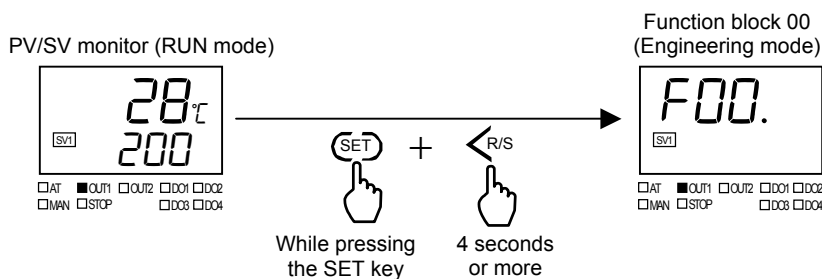 PV/SV monitor (RUN mode)
28℃
SV1
200
AT OUT1 OUT2 DO1 DO2
MAN STOP DO3 DO4
SET + <R/S
While pressing
the SET key
4 seconds
or more
Function block 00
(Engineering mode)
F00.
SV1
AT OUT1 OUT2 DO1 DO2
MAN STOP DO3 DO4